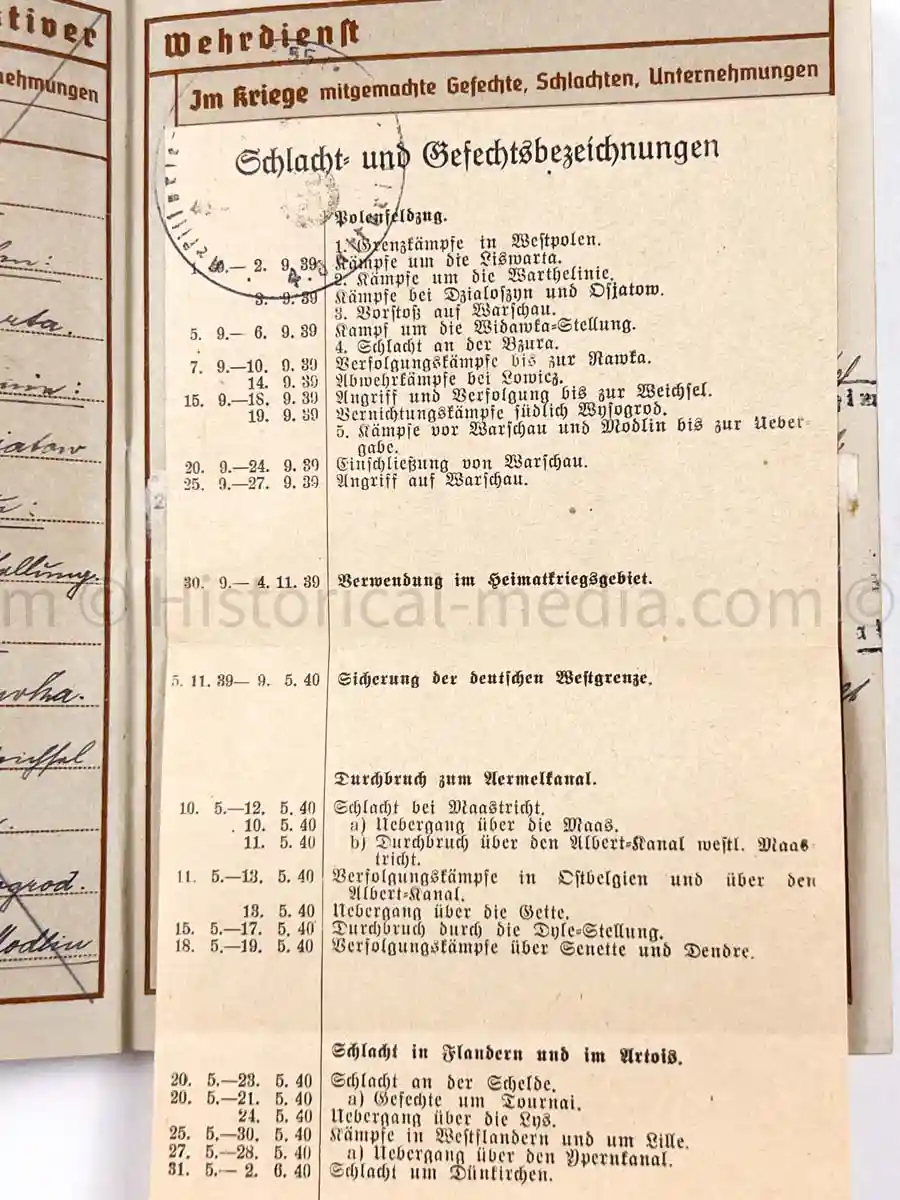 ktiver
nehmungen
Wehrdienst
Im Kriege mitgemachte Gefechte, Schlachten, Unternehmungen
Schlacht- und Gefechtsbezeichnungen
Polenfeldzug.
1. Grenzkämpfe in Westpolen.
9.— 2. 9. 39 Kämpfe um die Liswarta.
2. Kämpfe um die Warthelinie.
3. 9. 39 Kämpfe bei Dzialoszyn und Osjatow.
3. Vorstoß auf Warschau.
5. 9.— 6. 9. 39 Kampf um die Widawka-Stellung.
4. Schlacht an der Bzura.
7. 9.—10. 9. 39 Verfolgungskämpfe bis zur Rawka.
14. 9. 39 Abwehrkämpfe bei Lowicz.
15. 9.—18. 9. 39 Angriff und Verfolgung bis zur Weichsel.
19. 9. 39 Vernichtungskämpfe südlich Wysogrod.
5. Kämpfe vor Warschau und Modlin bis zur Ueber-
gabe.
20. 9.—24. 9. 39 Einschließung von Warschau.
25. 9.—27. 9. 39 Angriff auf Warschau.
30. 9.— 4. 11. 39 Verwendung im Heimatkriegsgebiet.
© Historical-media.com ©
5. 11. 39— 9. 5. 40 Sicherung der deutschen Westgrenze.
Durchbruch zum Aermelkanal.
10. 5.—12. 5. 40 Schlacht bei Maastricht.
10. 5. 40 a) Uebergang über die Maas.
11. 5. 40 b) Durchbruch über den Albert-Kanal westl. Maas-
tricht.
11. 5.—13. 5. 40 Verfolgungskämpfe in Ostbelgien und über den
Albert-Kanal.
13. 5. 40 Uebergang über die Gette.
15. 5.—17. 5. 40 Durchbruch durch die Dyle-Stellung.
18. 5.—19. 5. 40 Verfolgungskämpfe über Senette und Dendre.
Schlacht in Flandern und im Artois.
20. 5.—23. 5. 40 Schlacht an der Schelde.
20. 5.—21. 5. 40 a) Gefechte um Tournai.
24. 5. 40 Uebergang über die Lys.
25. 5.—30. 5. 40 Kämpfe in Westflandern und um Lille.
27. 5.—28. 5. 40 a) Uebergang über den Ypernkanal.
31. 5.— 2. 6. 40 Schlacht um Dünkirchen.